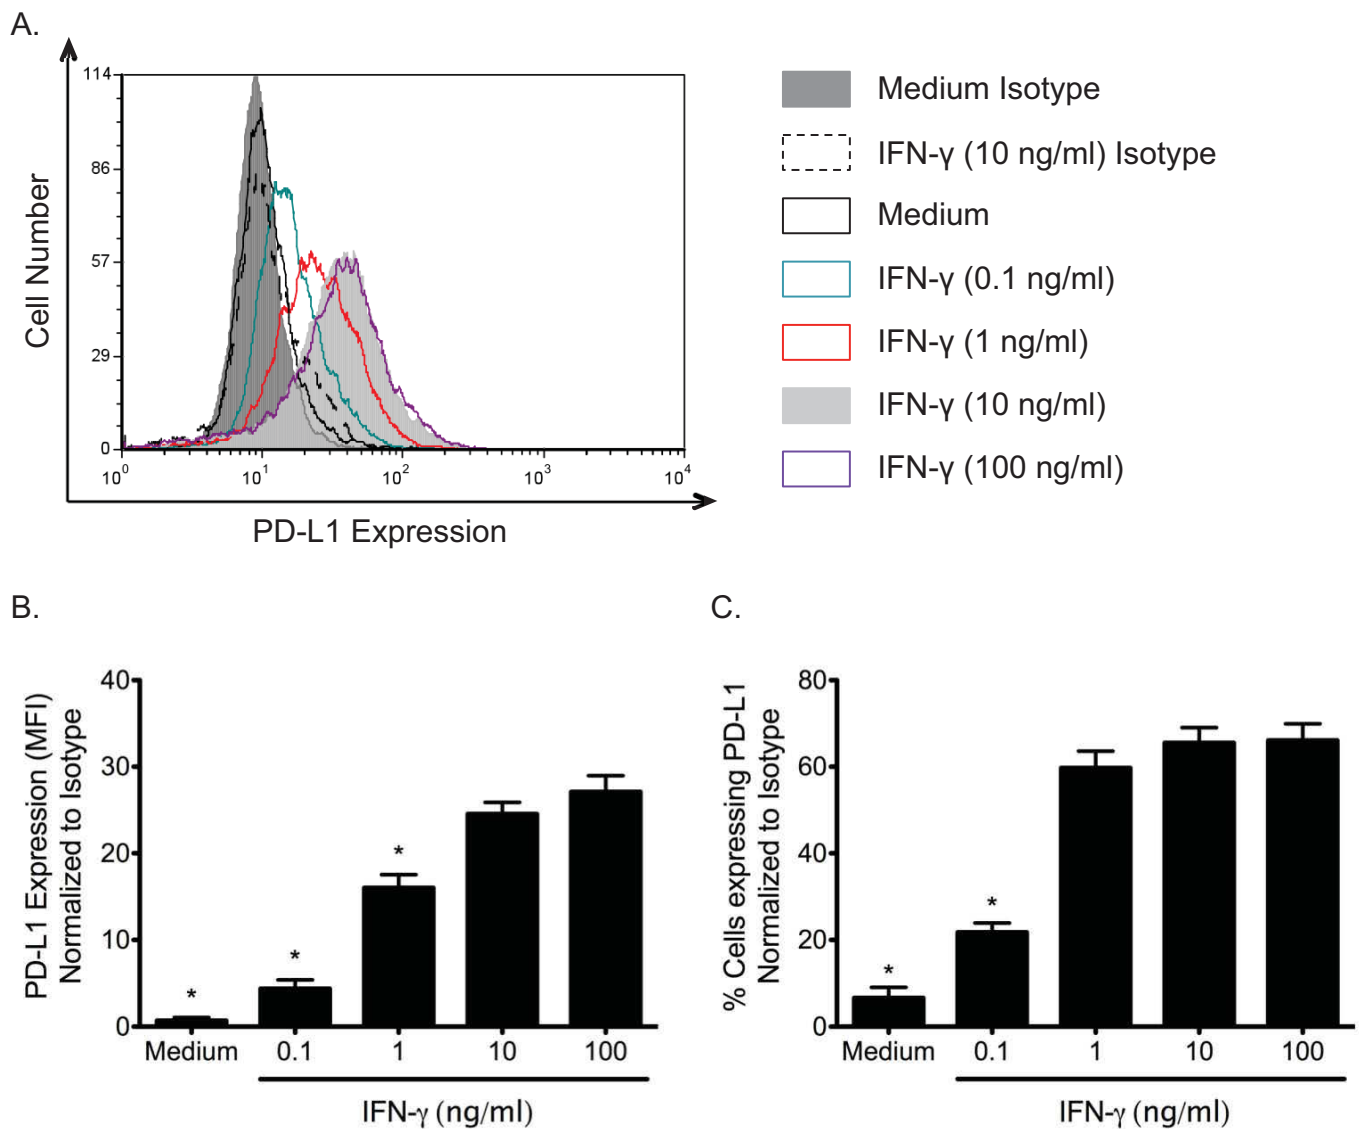 A.
114
86
57
29
0
10^0
10^1
10^2
10^3
10^4
Cell Number
PD-L1 Expression
Medium Isotype
IFN-γ (10 ng/ml) Isotype
Medium
IFN-γ (0.1 ng/ml)
IFN-γ (1 ng/ml)
IFN-γ (10 ng/ml)
IFN-γ (100 ng/ml)
B.
PD-L1 Expression (MFI)
Normalized to Isotype
40
30
20
10
0
*
*
*
Medium
0.1
1
10
100
IFN-γ (ng/ml)
C.
% Cells expressing PD-L1
Normalized to Isotype
80
60
40
20
0
*
*
Medium
0.1
1
10
100
IFN-γ (ng/ml)